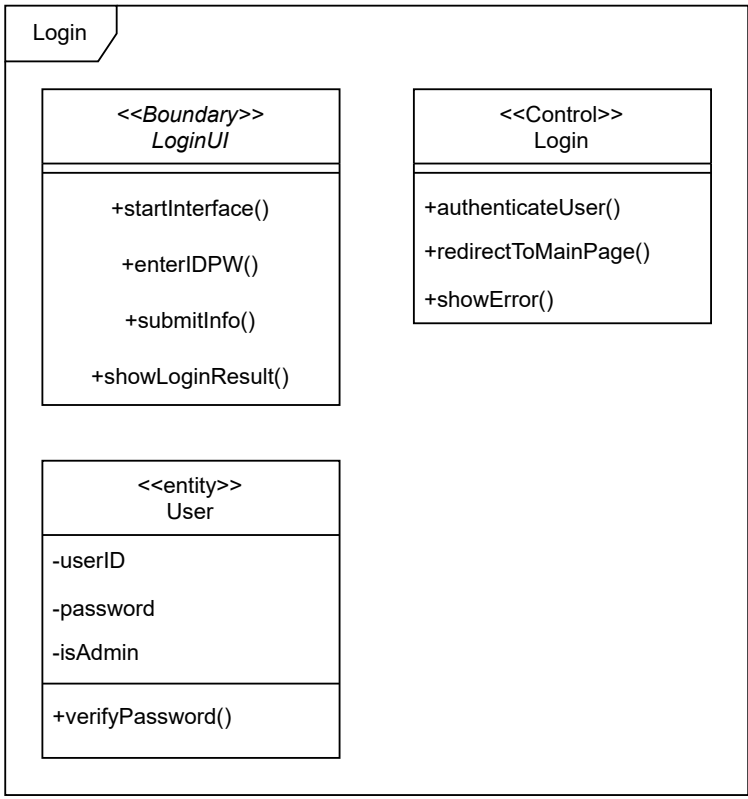 Login
<<Boundary>>
LoginUI
+startInterface()
+enterIDPW()
+submitInfo()
+showLoginResult()
<<Control>>
Login
+authenticateUser()
+redirectToMainPage()
+showError()
<<entity>>
User
-userID
-password
-isAdmin
+verifyPassword()